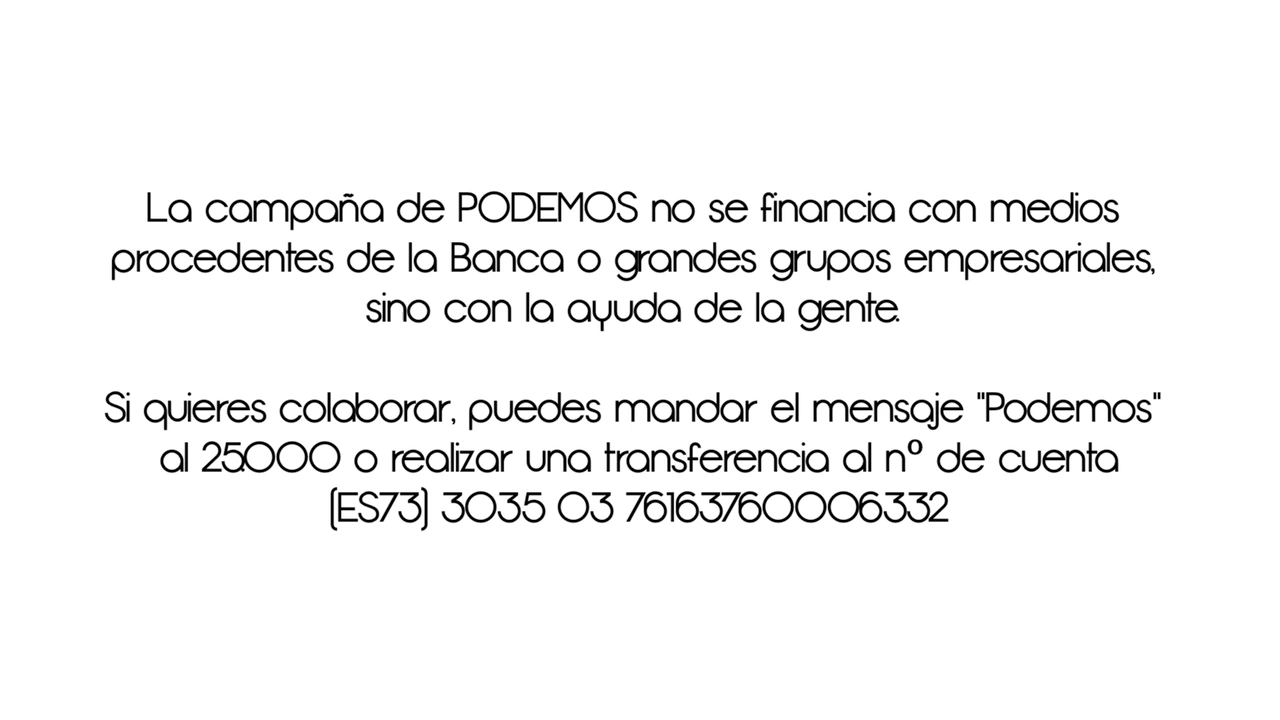 La campaña de PODEMOS no se financia con medios
procedentes de la Banca o grandes grupos empresariales,
sino con la ayuda de la gente.
Si quieres colaborar, puedes mandar el mensaje "Podemos"
al 25.000 o realizar una transferencia al nº de cuenta
(ES73) 3035 03 76163760006332